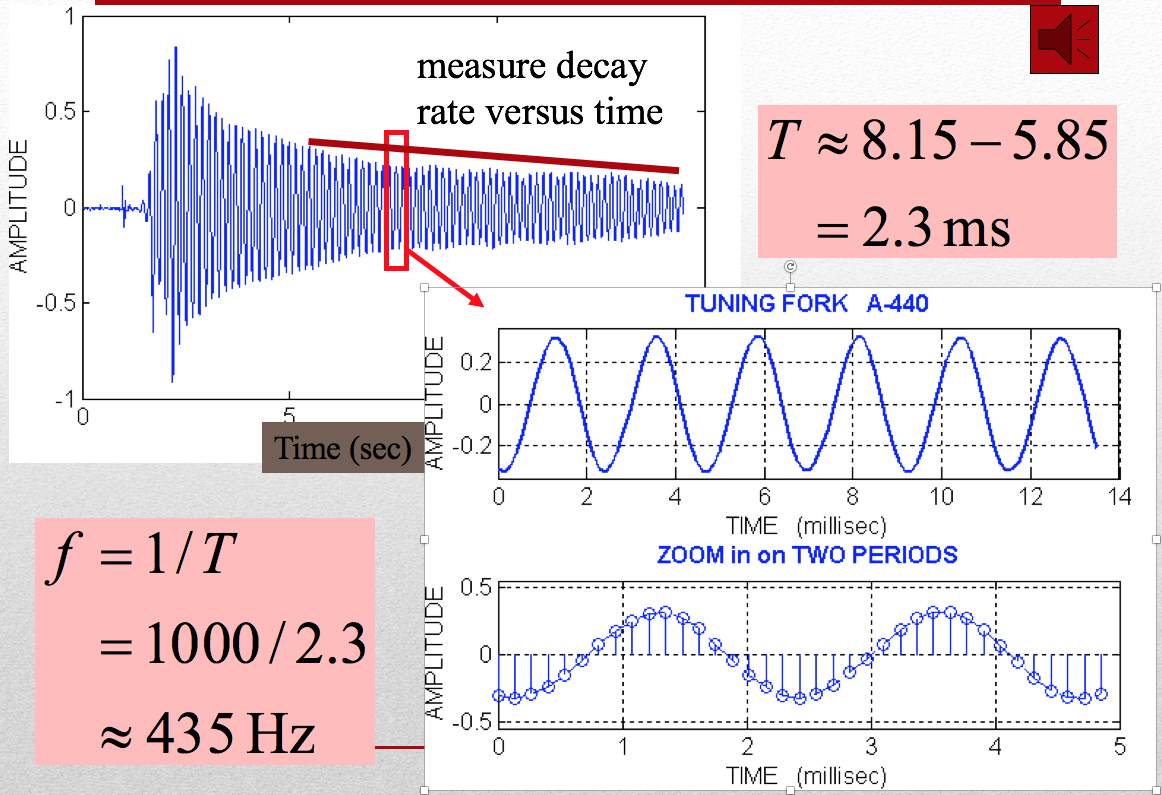 1
0.5
0
-0.5
-1
AMPLITUDE
0
5
Time (sec)
measure decay
rate versus time
T ≈ 8.15 − 5.85
= 2.3 ms
TUNING FORK A-440
0.2
0
-0.2
AMPLITUDE
0 2 4 6 8 10 12 14
TIME (millisec)
ZOOM in on TWO PERIODS
0.5
0
-0.5
AMPLITUDE
0 1 2 3 4 5
TIME (millisec)
f = 1/T
= 1000/2.3
≈ 435 Hz